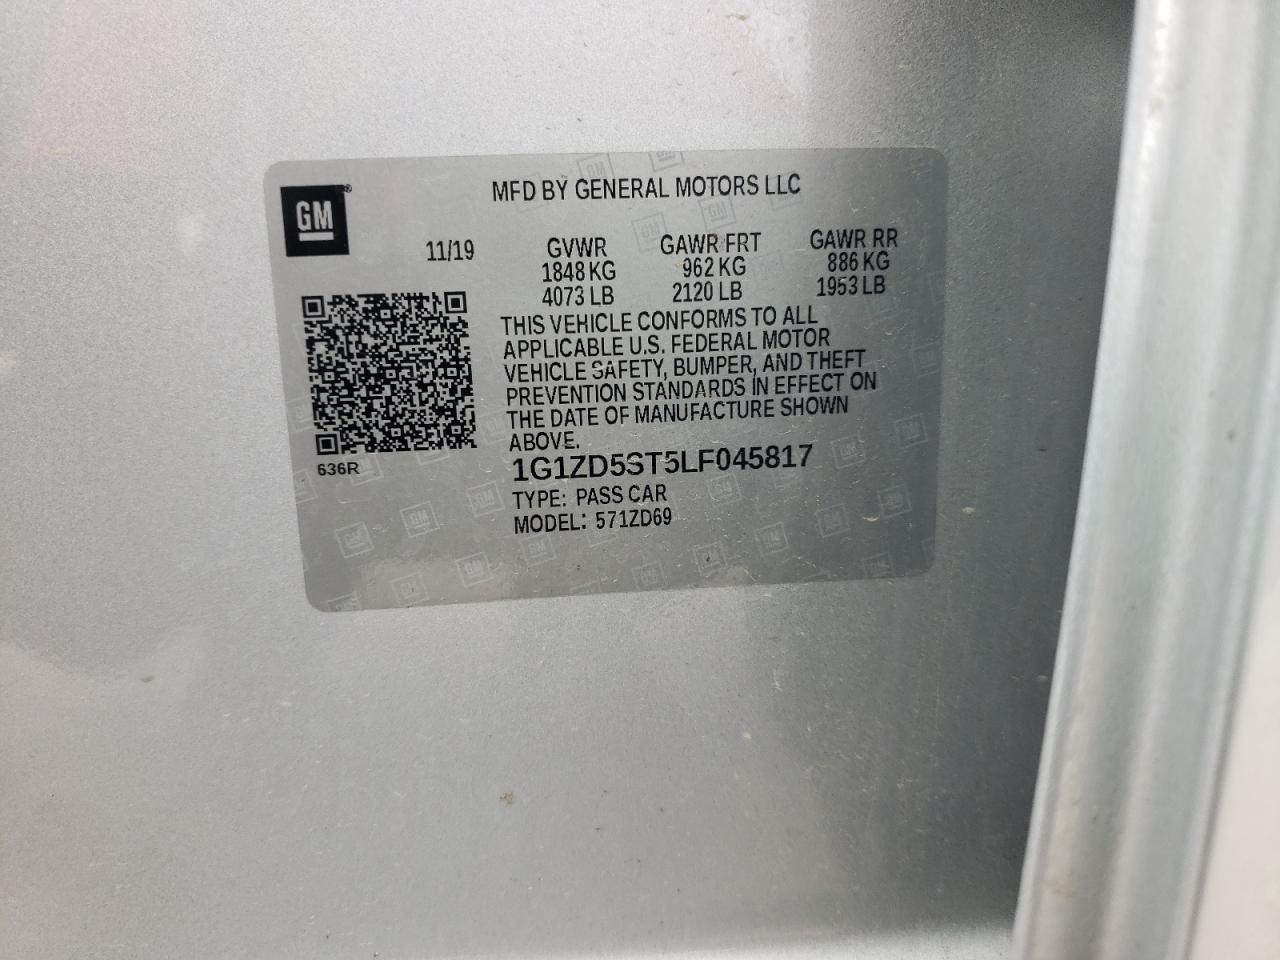 MFD BY GENERAL MOTORS LLC
GM®
11/19 GVWR GAWR FRT GAWR RR
1848 KG 962 KG 886 KG
4073 LB 2120 LB 1953 LB
THIS VEHICLE CONFORMS TO ALL
APPLICABLE U.S. FEDERAL MOTOR
VEHICLE SAFETY, BUMPER, AND THEFT
PREVENTION STANDARDS IN EFFECT ON
THE DATE OF MANUFACTURE SHOWN
ABOVE.
636R
1G1ZD5ST5LF045817
TYPE: PASS CAR
MODEL: 571ZD69